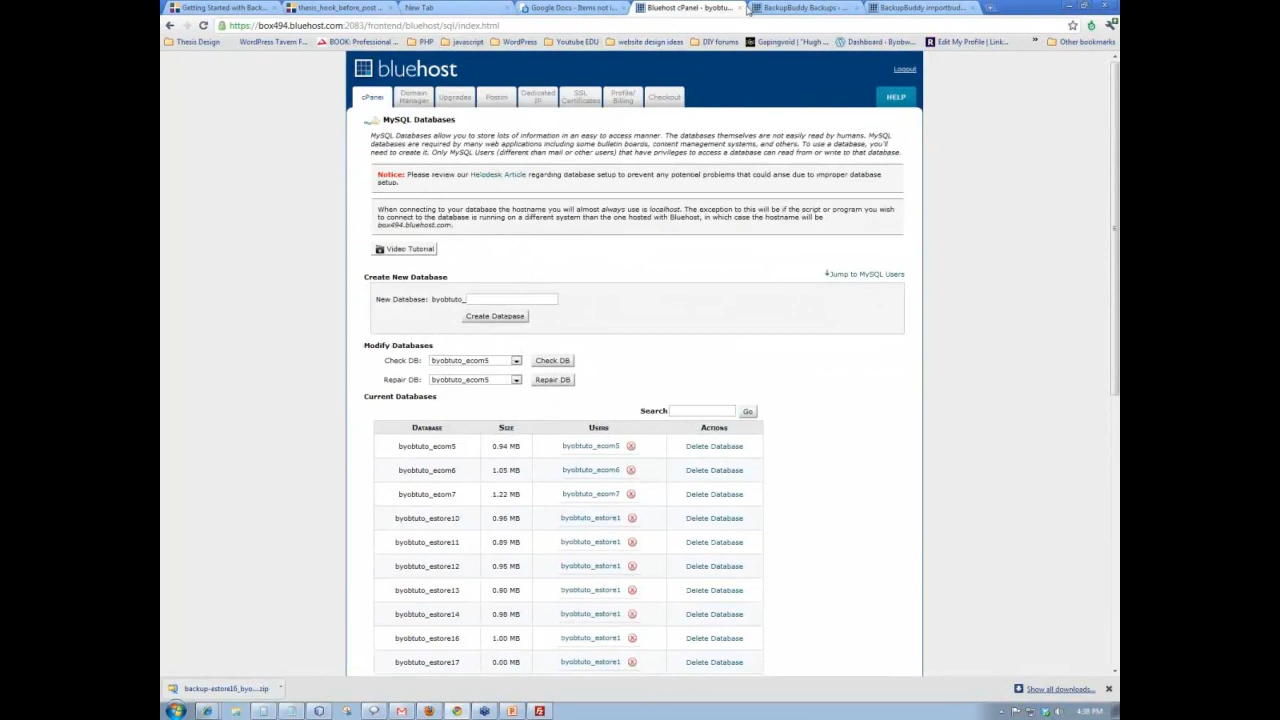 Getting Started with Back...
thesis_hook_before_post ...
New Tab
Google Docs - Items not i...
Bluehost cPanel - byobtu...
BackupBuddy Backups - ...
BackupBuddy importbud...
https://box494.bluehost.com:2083/frontend/bluehost/sql/index.html
Thesis Design
WordPress Tavern F...
BOOK: Professional ...
PHP
javascript
WordPress
Youtube EDU
website design ideas
DIY forums
Gapingvoid | "Hugh ...
Dashboard - Byobw...
Edit My Profile | Link...
»
Other bookmarks
bluehost
Logout
cPanel
Domain Manager
Upgrades
Postini
Dedicated IP
SSL Certificates
Profile/ Billing
Checkout
HELP
MySQL Databases
MySQL Databases allow you to store lots of information in an easy to access manner. The databases themselves are not easily read by humans. MySQL
databases are required by many web applications including some bulletin boards, content management systems, and others. To use a database, you'll
need to create it. Only MySQL Users (different than mail or other users) that have privileges to access a database can read from or write to that database.
Notice: Please review our Helpdesk Article regarding database setup to prevent any potential problems that could arise due to improper database
setup.
When connecting to your database the hostname you will almost always use is localhost. The exception to this will be if the script or program you wish
to connect to the database is running on a different system than the one hosted with Bluehost, in which case the hostname will be
box494.bluehost.com.
Video Tutorial
Create New Database
Jump to MySQL Users
New Database: byobtuto_
Create Database
Modify Databases
Check DB: byobtuto_ecom5 Check DB
Repair DB: byobtuto_ecom5 Repair DB
Current Databases
Search Go
DATABASE SIZE USERS ACTIONS
byobtuto_ecom5 0.94 MB byobtuto_ecom5 Delete Database
byobtuto_ecom6 1.05 MB byobtuto_ecom6 Delete Database
byobtuto_ecom7 1.22 MB byobtuto_ecom7 Delete Database
byobtuto_estore10 0.96 MB byobtuto_estore1 Delete Database
byobtuto_estore11 0.89 MB byobtuto_estore1 Delete Database
byobtuto_estore12 0.95 MB byobtuto_estore1 Delete Database
byobtuto_estore13 0.90 MB byobtuto_estore1 Delete Database
byobtuto_estore14 0.98 MB byobtuto_estore1 Delete Database
byobtuto_estore16 1.00 MB byobtuto_estore1 Delete Database
byobtuto_estore17 0.00 MB byobtuto_estore1 Delete Database
backup-estore16_byo....zip
Show all downloads...
4:38 PM